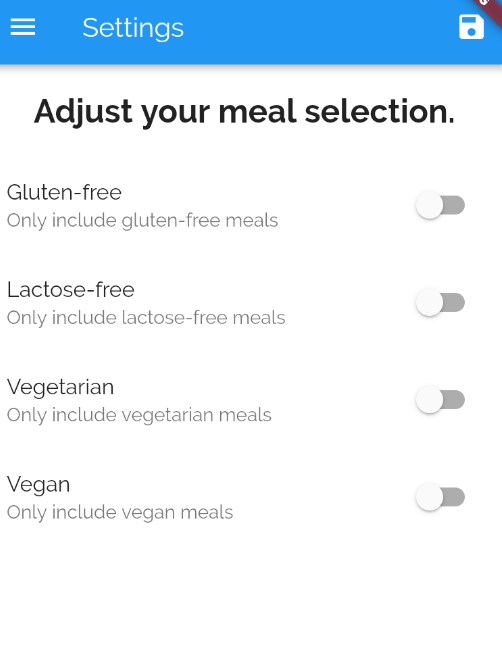 Settings
Adjust your meal selection.
Gluten-free
Only include gluten-free meals
Lactose-free
Only include lactose-free meals
Vegetarian
Only include vegetarian meals
Vegan
Only include vegan meals